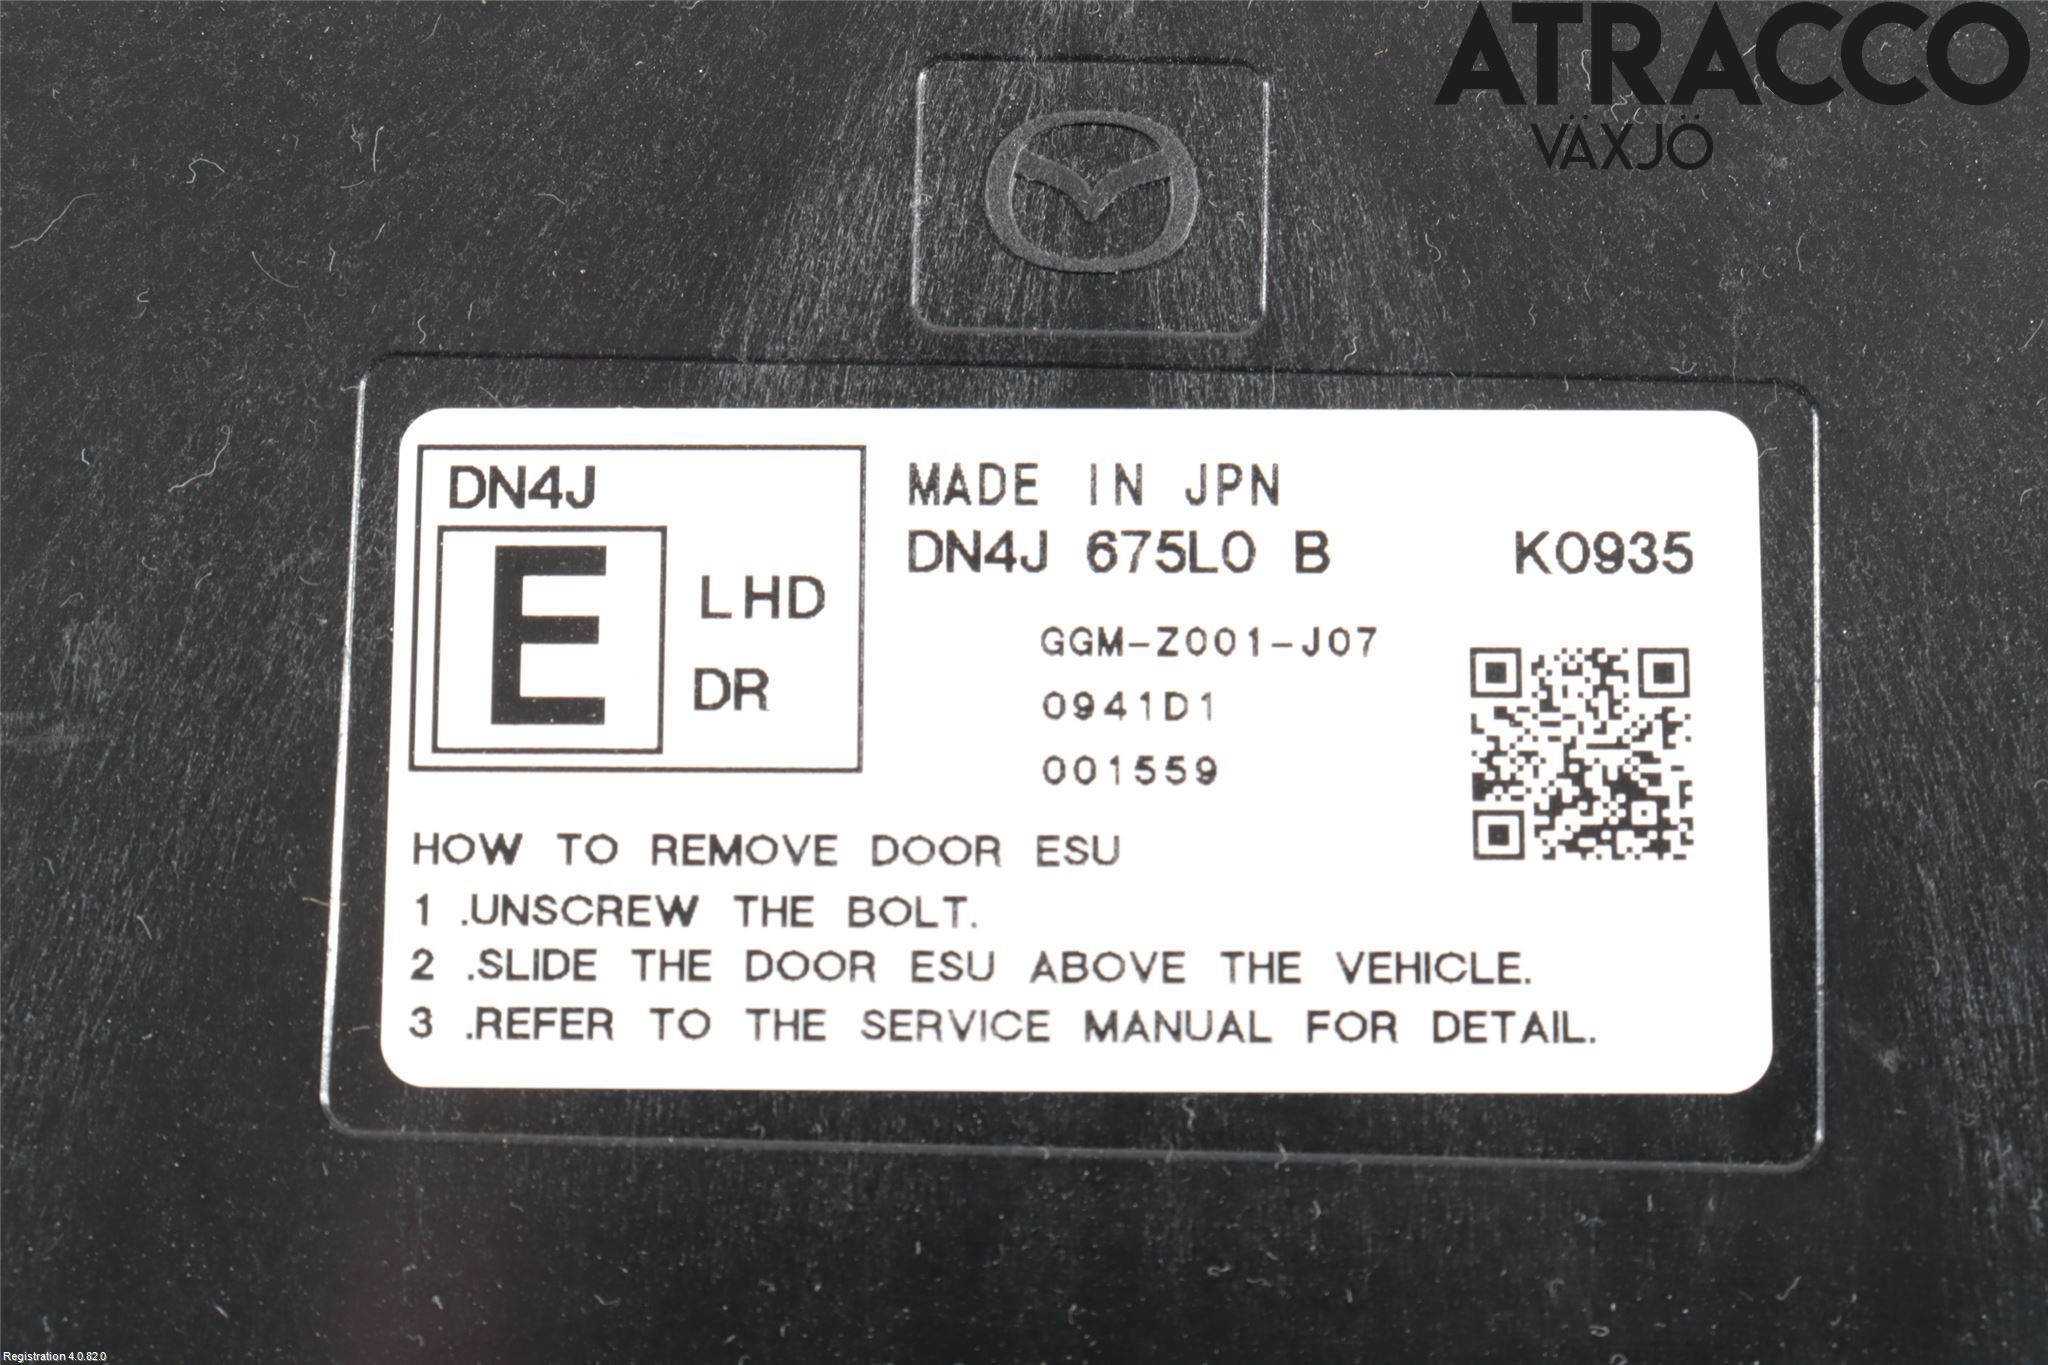 ATRACCO
VÄXJÖ
DN4J
E
LHD
DR
MADE IN JPN
DN4J 675L0 B K0935
GGM-Z001-J07
0941D1
001559
HOW TO REMOVE DOOR ESU
1 .UNSCREW THE BOLT.
2 .SLIDE THE DOOR ESU ABOVE THE VEHICLE.
3 .REFER TO THE SERVICE MANUAL FOR DETAIL.
Registration 4.0.82.0